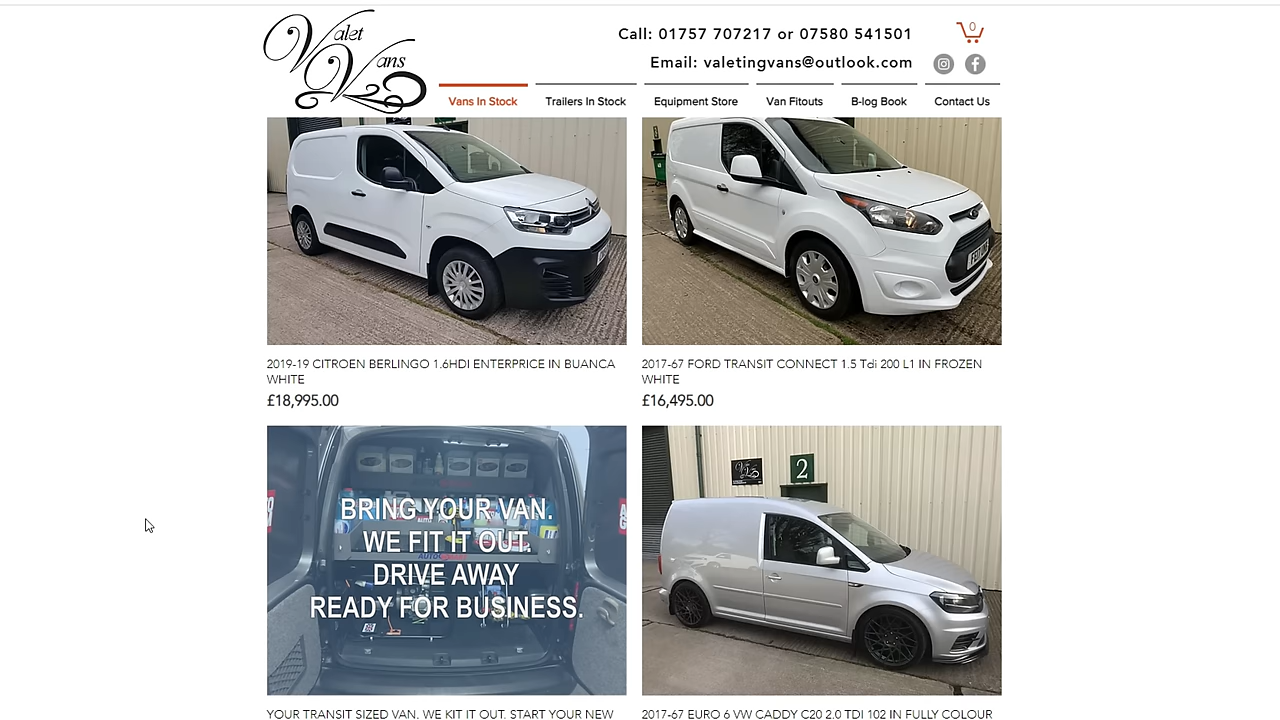 Valet
Vans
Call: 01757 707217 or 07580 541501
0
Email: valetingvans@outlook.com
Vans In Stock
Trailers In Stock
Equipment Store
Van Fitouts
B-log Book
Contact Us
2019-19 CITROEN BERLINGO 1.6HDI ENTERPRICE IN BUANCA
WHITE
£18,995.00
2017-67 FORD TRANSIT CONNECT 1.5 Tdi 200 L1 IN FROZEN
WHITE
£16,495.00
BRING YOUR VAN.
WE FIT IT OUT.
DRIVE AWAY
READY FOR BUSINESS.
2
YOUR TRANSIT SIZED VAN. WE KIT IT OUT. START YOUR NEW
2017-67 EURO 6 VW CADDY C20 2.0 TDI 102 IN FULLY COLOUR